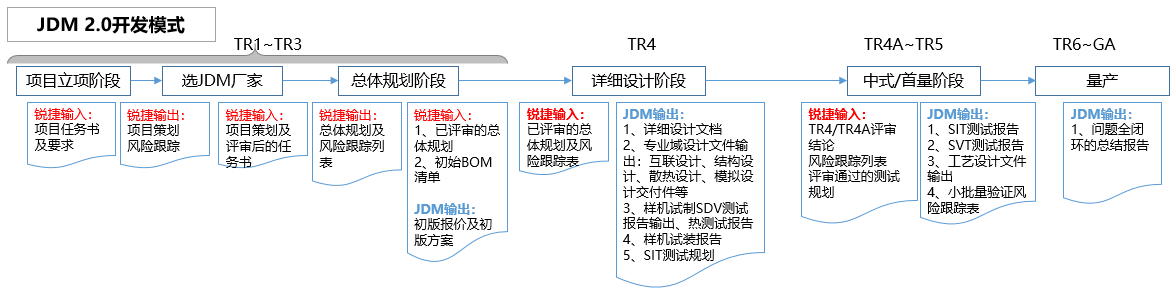 JDM 2.0开发模式
TR1~TR3
TR4
TR4A~TR5
TR6~GA
项目立项阶段
选JDM厂家
总体规划阶段
详细设计阶段
中式/首量阶段
量产
锐捷输入：
项目任务书
及要求
锐捷输出：
项目策划
风险跟踪
锐捷输入：
项目策划及
评审后的任
务书
锐捷输出：
总体规划及
风险跟踪列
表
锐捷输入：
1、已评审的总
体规划
2、初始BOM
清单
JDM输出：
初版报价及初
版方案
锐捷输入：
已评审的总
体规划及风
险跟踪表
JDM输出：
1、详细设计文档
2、专业域设计文件输
出：互联设计、结构设
计、散热设计、模拟设
计交付件等
3、样机试制SDV测试
报告输出、热测试报告
4、样机试装报告
5、SIT测试规划
锐捷输入：
TR4/TR4A评审
结论
风险跟踪列表
评审通过的测试
规划
JDM输出：
1、SIT测试报告
2、SVT测试报告
3、工艺设计文件
输出
4、小批量验证风
险跟踪表
JDM输出：
1、问题全闭
环的总结报告